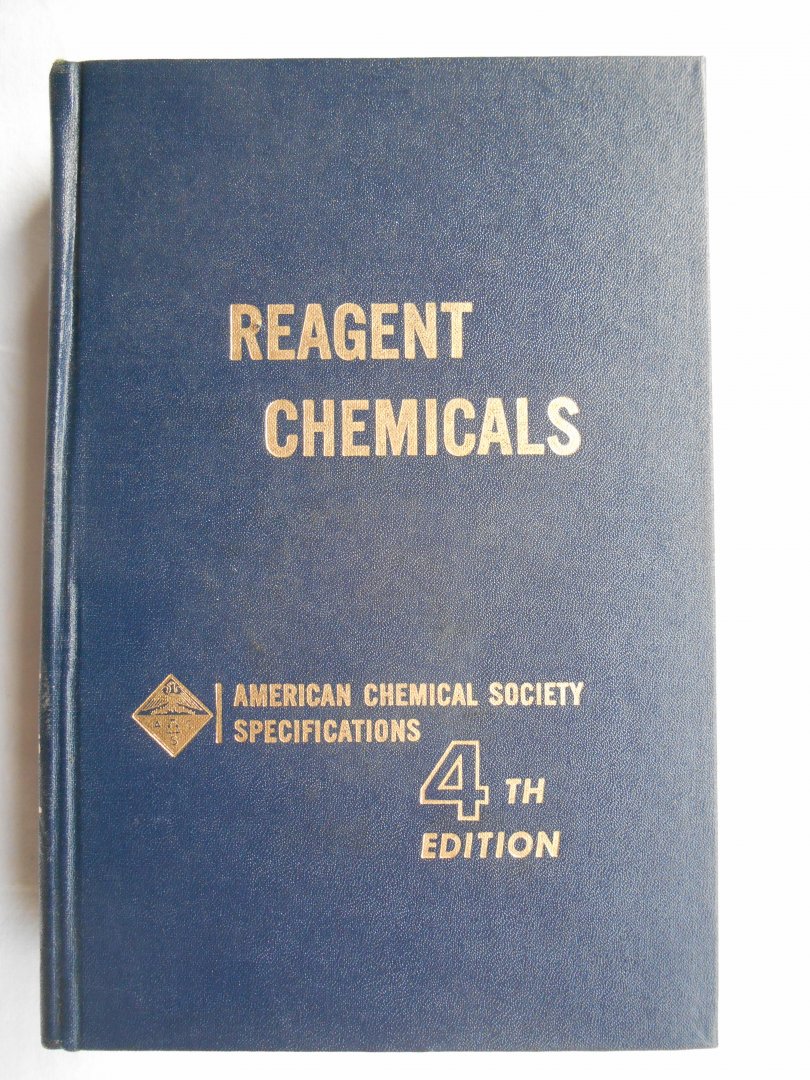 REAGENT
CHEMICALS
AMERICAN CHEMICAL SOCIETY
SPECIFICATIONS
4 TH
EDITION